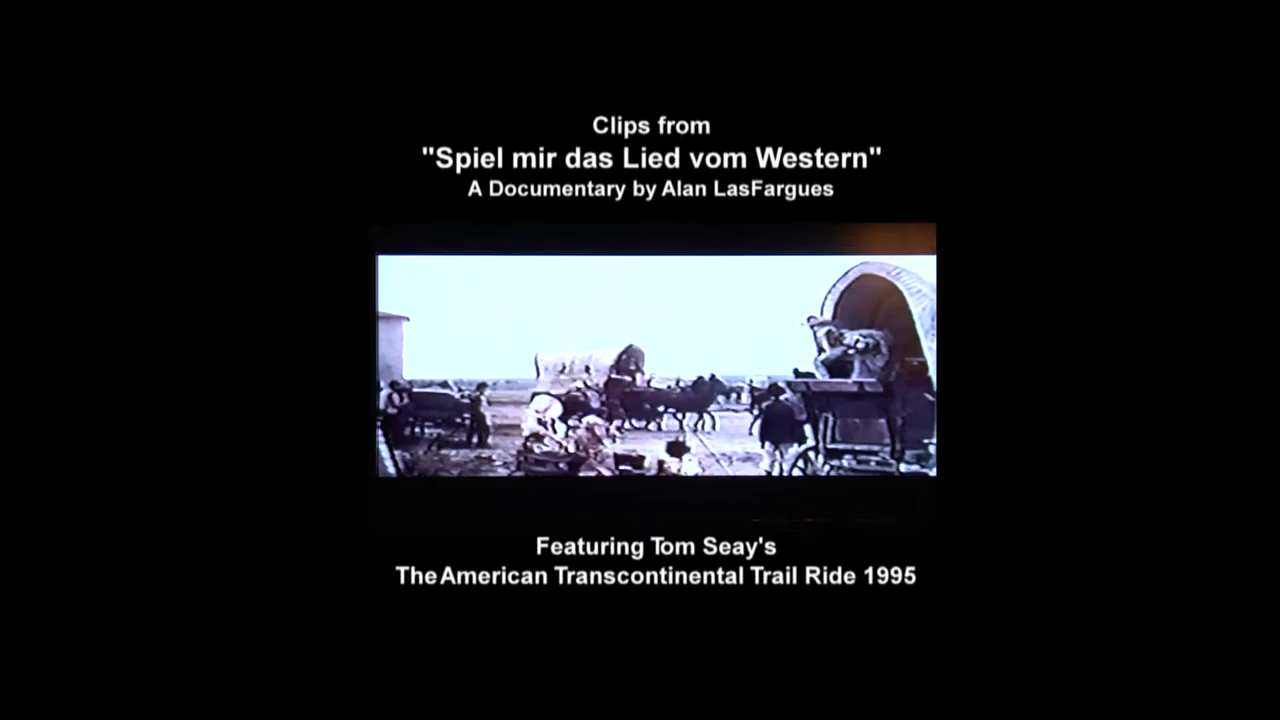 Clips from
"Spiel mir das Lied vom Western"
A Documentary by Alan LasFargues
Featuring Tom Seay's
The American Transcontinental Trail Ride 1995